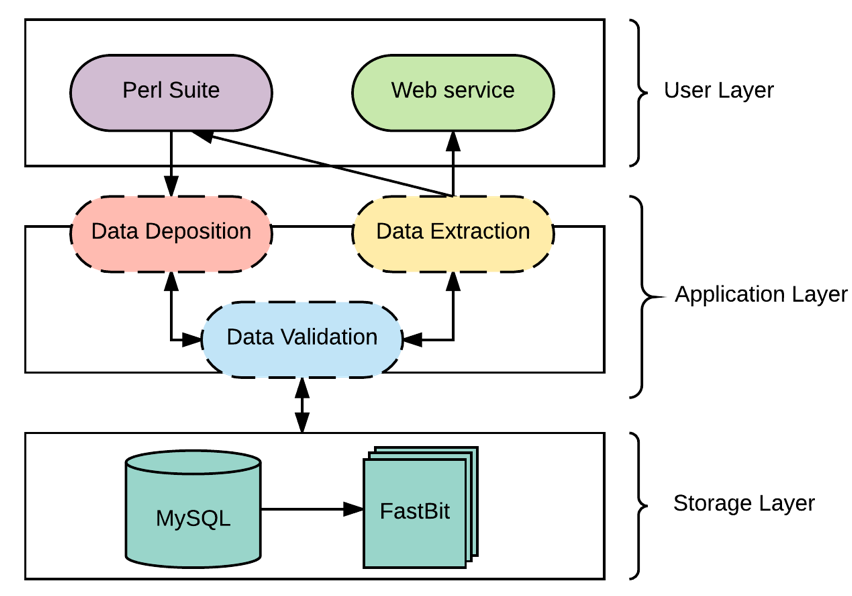 Perl Suite
Web service
User Layer
Data Deposition
Data Extraction
Application Layer
Data Validation
MySQL
FastBit
Storage Layer